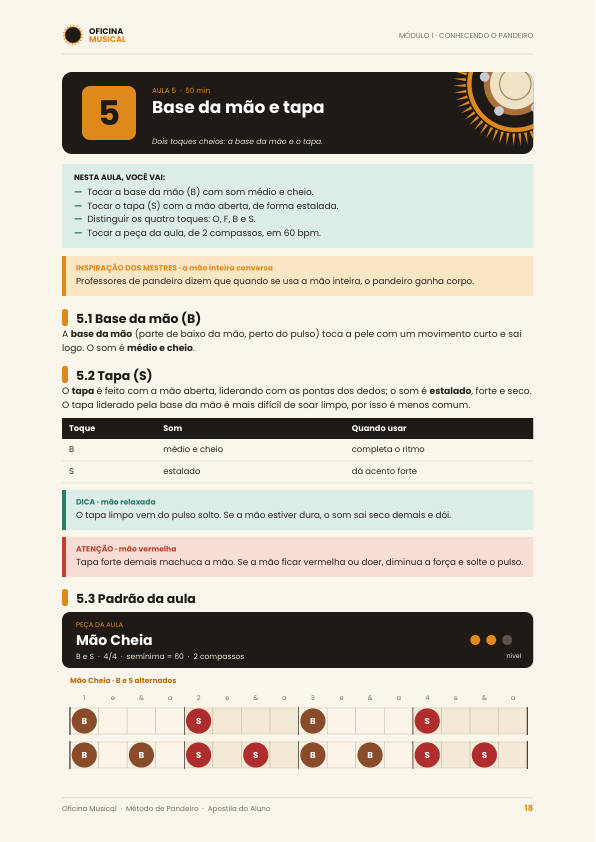 OFICINA
MUSICAL
MÓDULO 1 · CONHECENDO O PANDEIRO
5
AULA 5 · 50 min
Base da mão e tapa
Dois toques cheios: a base da mão e o tapa.
NESTA AULA, VOCÊ VAI:
— Tocar a base da mão (B) com som médio e cheio.
— Tocar o tapa (S) com a mão aberta, de forma estalada.
— Distinguir os quatro toques: O, F, B e S.
— Tocar a peça da aula, de 2 compassos, em 60 bpm.
INSPIRAÇÃO DOS MESTRES · a mão inteira conversa
Professores de pandeiro dizem que quando se usa a mão inteira, o pandeiro ganha corpo.
5.1 Base da mão (B)
A base da mão (parte de baixo da mão, perto do pulso) toca a pele com um movimento curto e sai
logo. O som é médio e cheio.
5.2 Tapa (S)
O tapa é feito com a mão aberta, liderando com as pontas dos dedos; o som é estalado, forte e seco.
O tapa liderado pela base da mão é mais difícil de soar limpo, por isso é menos comum.
Toque Som Quando usar
B médio e cheio completa o ritmo
S estalado dá acento forte
DICA · mão relaxada
O tapa limpo vem do pulso solto. Se a mão estiver dura, o som sai seco demais e dói.
ATENÇÃO · mão vermelha
Tapa forte demais machuca a mão. Se a mão ficar vermelha ou doer, diminua a força e solte o pulso.
5.3 Padrão da aula
PEÇA DA AULA
Mão Cheia
B e S · 4/4 · semínima = 60 · 2 compassos
nível
Mão Cheia · B e S alternados
1 e & a 2 e & a 3 e & a 4 e & a
B S B S
B B S S B B S S
Oficina Musical · Método de Pandeiro · Apostila do Aluno
18